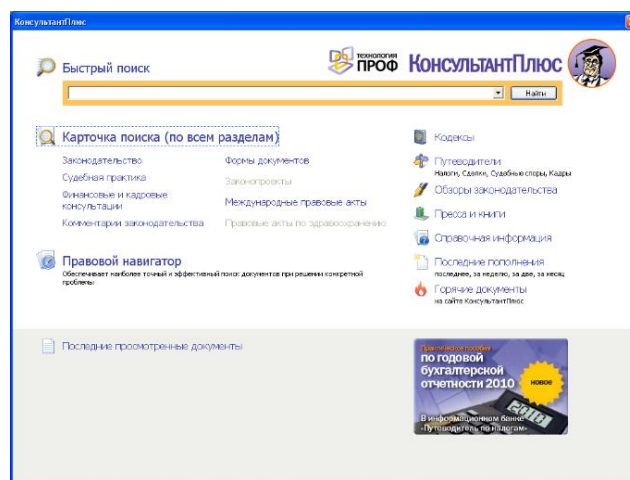 КонсультантПлюс
Быстрый поиск
технология
ПРОФ
КонсультантПлюс
Найти
Карточка поиска (по всем разделам)
Законодательство
Судебная практика
Финансовые и кадровые
консультации
Комментарии законодательства
Формы документов
Законопроекты
Международные правовые акты
Правовые акты по здравоохранению
Правовой навигатор
Обеспечивает наиболее точный и эффективный поиск документов при решении конкретной
проблемы
Кодексы
Путеводители
Налоги, Сделки, Судебные споры, Кадры
Обзоры законодательства
Пресса и книги
Справочная информация
Последние пополнения
последнее, за неделю, за две, за месяц
Горячие документы
на сайте КонсультантПлюс
Последние просмотренные документы
Практическое пособие
по годовой
бухгалтерской
отчетности 2010
НОВОЕ
2010
В информационном банке
«Путеводитель по налогам»